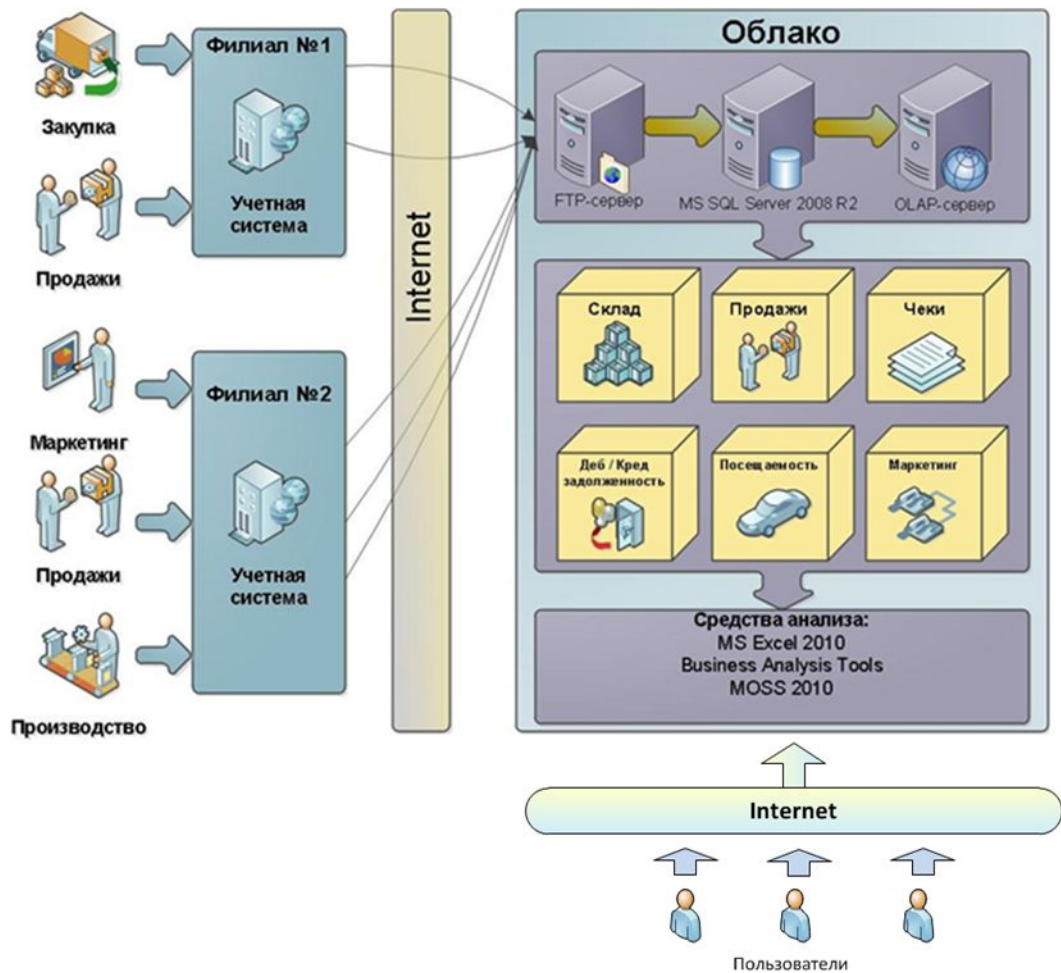 Закупка
Продажи
Маркетинг
Продажи
Производство
Филиал №1
Учетная
система
Филиал №2
Учетная
система
Internet
Облако
FTP-сервер
MS SQL Server 2008 R2
OLAP-сервер
Склад
Продажи
Чеки
Деб / Кред
задолженность
Посещаемость
Маркетинг
Средства анализа:
MS Excel 2010
Business Analysis Tools
MOSS 2010
Internet
Пользователи